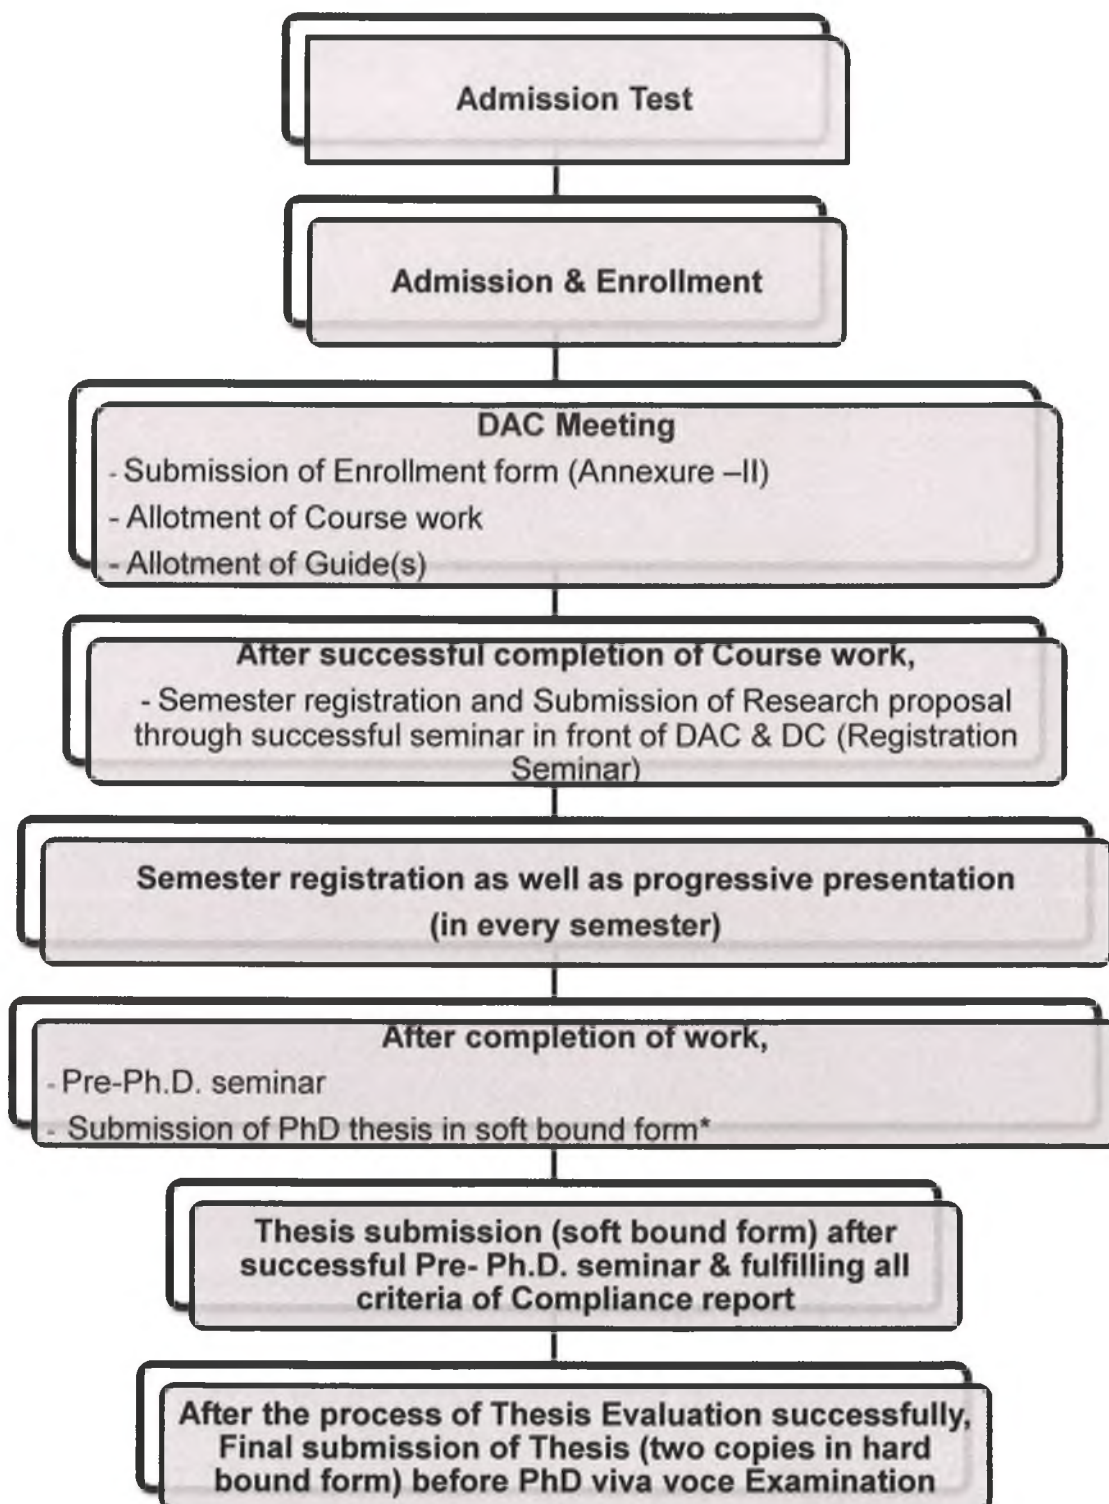 Admission Test
Admission & Enrollment
DAC Meeting
- Submission of Enrollment form (Annexure –II)
- Allotment of Course work
- Allotment of Guide(s)
After successful completion of Course work,
- Semester registration and Submission of Research proposal
through successful seminar in front of DAC & DC (Registration
Seminar)
Semester registration as well as progressive presentation
(in every semester)
After completion of work,
- Pre-Ph.D. seminar
- Submission of PhD thesis in soft bound form*
Thesis submission (soft bound form) after
successful Pre- Ph.D. seminar & fulfilling all
criteria of Compliance report
After the process of Thesis Evaluation successfully,
Final submission of Thesis (two copies in hard
bound form) before PhD viva voce Examination